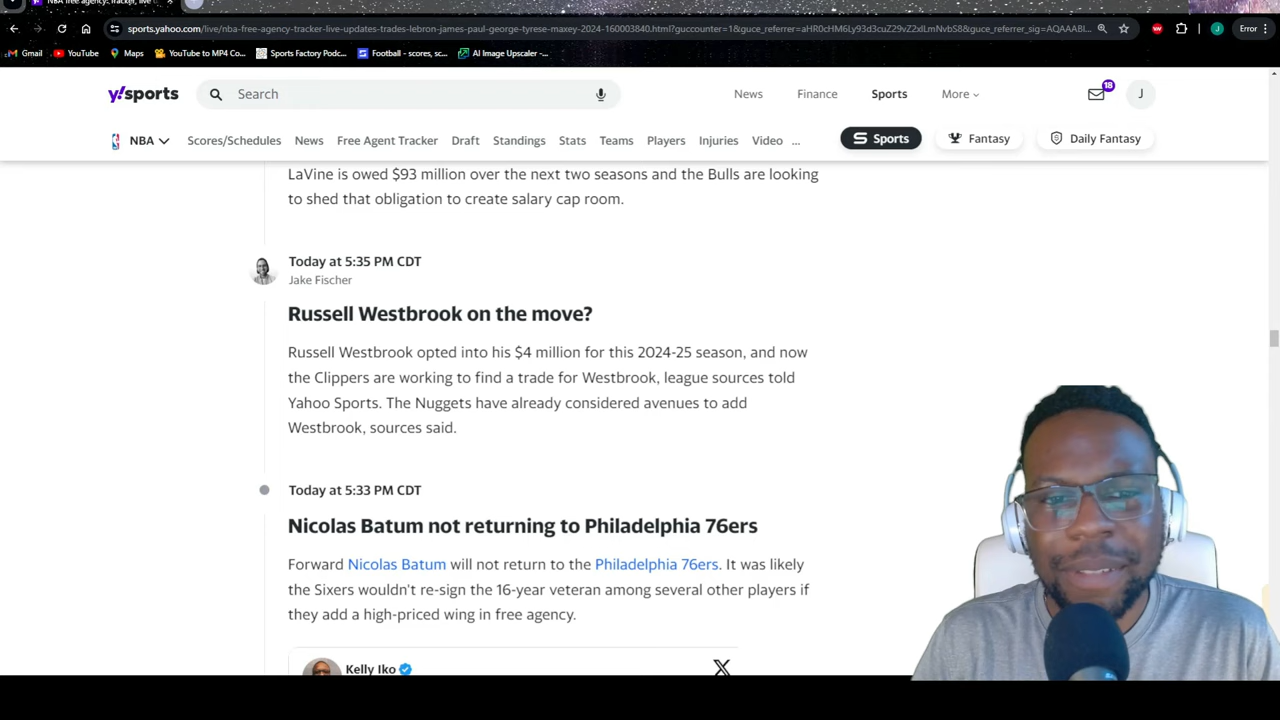 NBA free agency: Tracker, live
sports.yahoo.com/live/nba-free-agency-tracker-live-updates-trades-lebron-james-paul-george-tyrese-maxey-2024-160003840.html?guccounter=1&guce_referrer=
Error
Gmail YouTube Maps YouTube to MP4 Co... Sports Factory Podc... Football - scores, sc... AI Image Upscaler -...
y!sports Search News Finance Sports More 18 J
NBA Scores/Schedules News Free Agent Tracker Draft Standings Stats Teams Players Injuries Video ... S Sports Fantasy Daily Fantasy
LaVine is owed $93 million over the next two seasons and the Bulls are looking
to shed that obligation to create salary cap room.
Today at 5:35 PM CDT
Jake Fischer
Russell Westbrook on the move?
Russell Westbrook opted into his $4 million for this 2024-25 season, and now
the Clippers are working to find a trade for Westbrook, league sources told
Yahoo Sports. The Nuggets have already considered avenues to add
Westbrook, sources said.
Today at 5:33 PM CDT
Nicolas Batum not returning to Philadelphia 76ers
Forward Nicolas Batum will not return to the Philadelphia 76ers. It was likely
the Sixers wouldn't re-sign the 16-year veteran among several other players if
they add a high-priced wing in free agency.
Kelly Iko